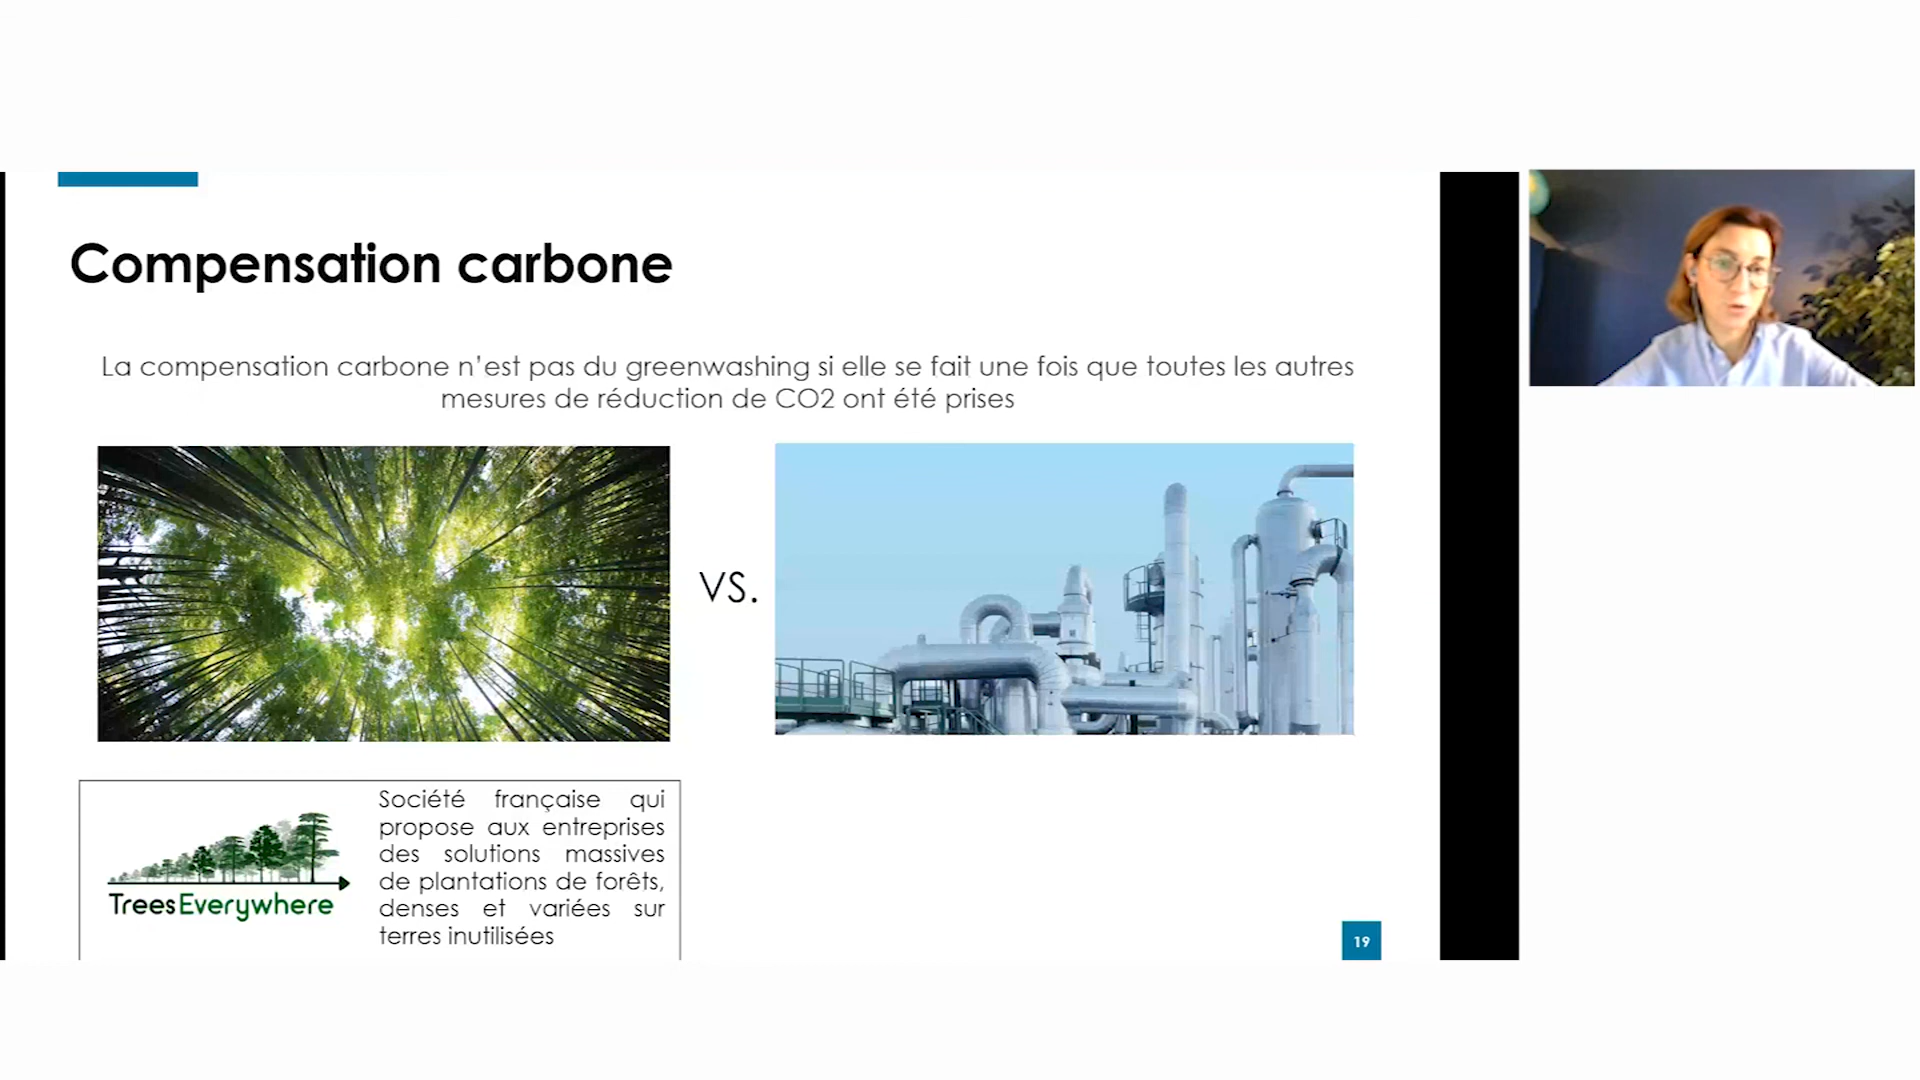 Compensation carbone
La compensation carbone n’est pas du greenwashing si elle se fait une fois que toutes les autres
mesures de réduction de CO2 ont été prises
VS.
TreesEverywhere
Société française qui
propose aux entreprises
des solutions massives
de plantations de forêts,
denses et variées sur
terres inutilisées
19